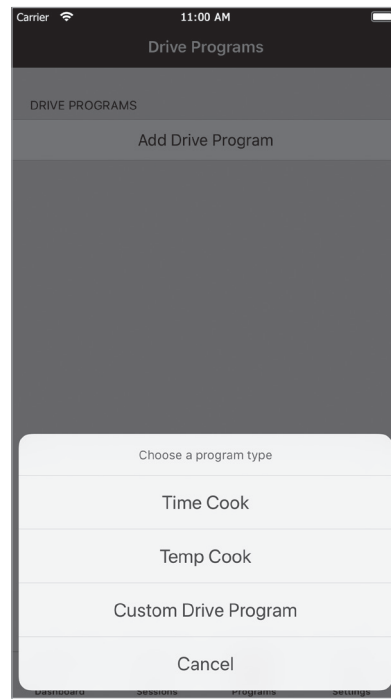 Carrier 11:00 AM
Drive Programs
DRIVE PROGRAMS
Add Drive Program
Choose a program type
Time Cook
Temp Cook
Custom Drive Program
Cancel
Dashboard Sessions Programs Settings